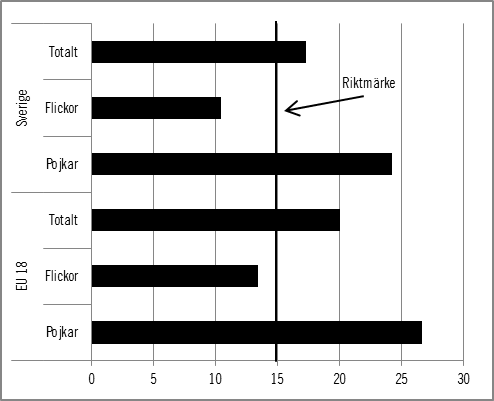 Sverige
Totalt
Flickor
Pojkar
Riktmärke
EU 18
Totalt
Flickor
Pojkar
0 5 10 15 20 25 30